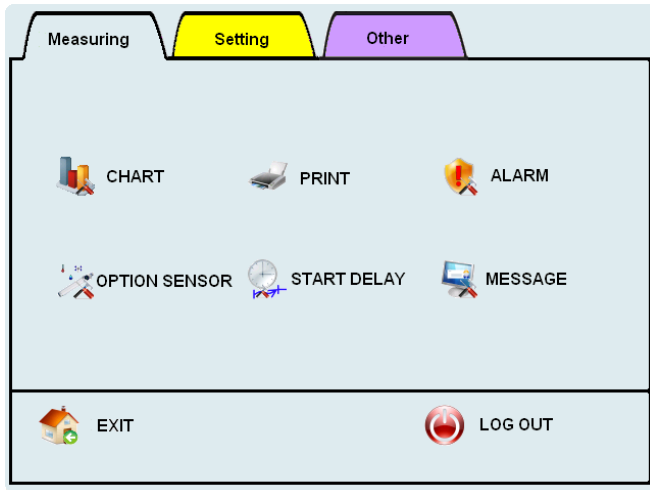 Measuring Setting Other
CHART PRINT ALARM
OPTION SENSOR START DELAY MESSAGE
EXIT LOG OUT